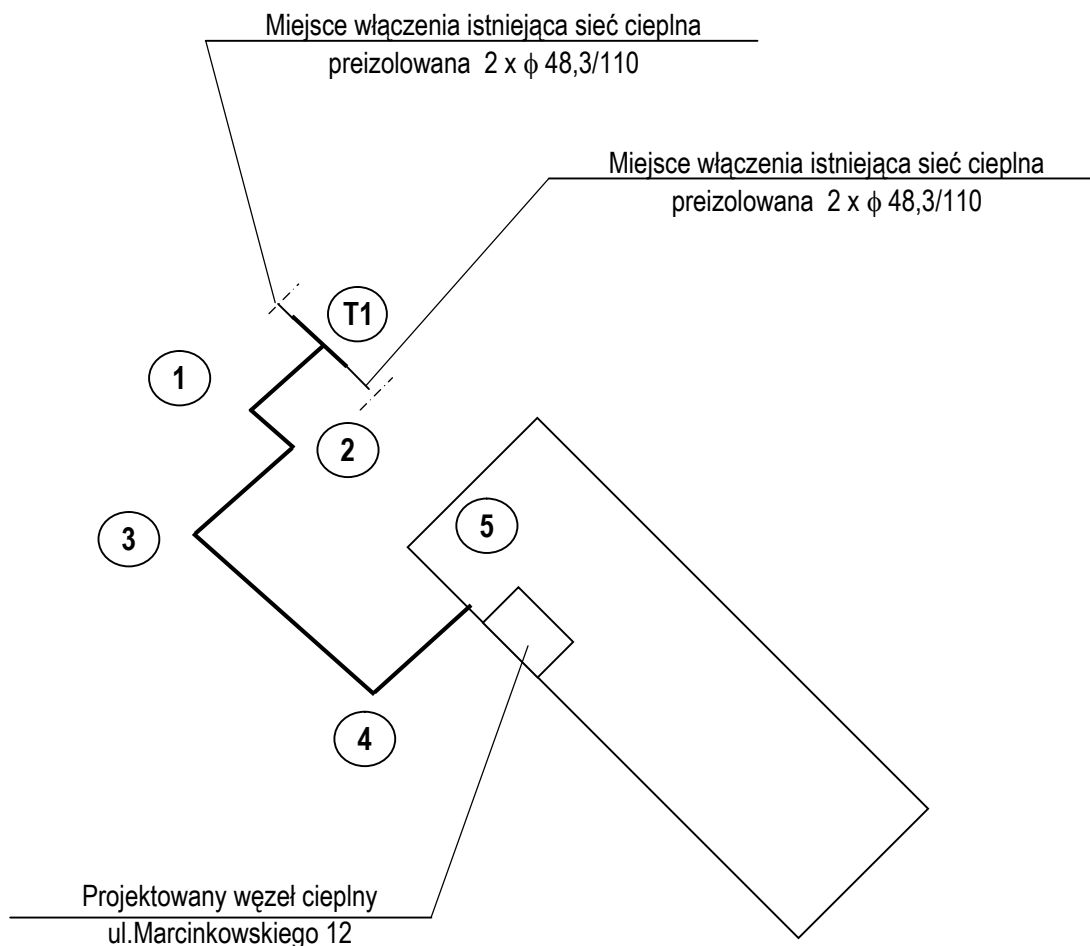 Miejsce włączenia istniejąca sieć cieplna
preizolowana 2 x ϕ 48,3/110
Miejsce włączenia istniejąca sieć cieplna
preizolowana 2 x ϕ 48,3/110
T1
1
2
5
3
4
Projektowany węzeł cieplny
ul.Marcinkowskiego 12